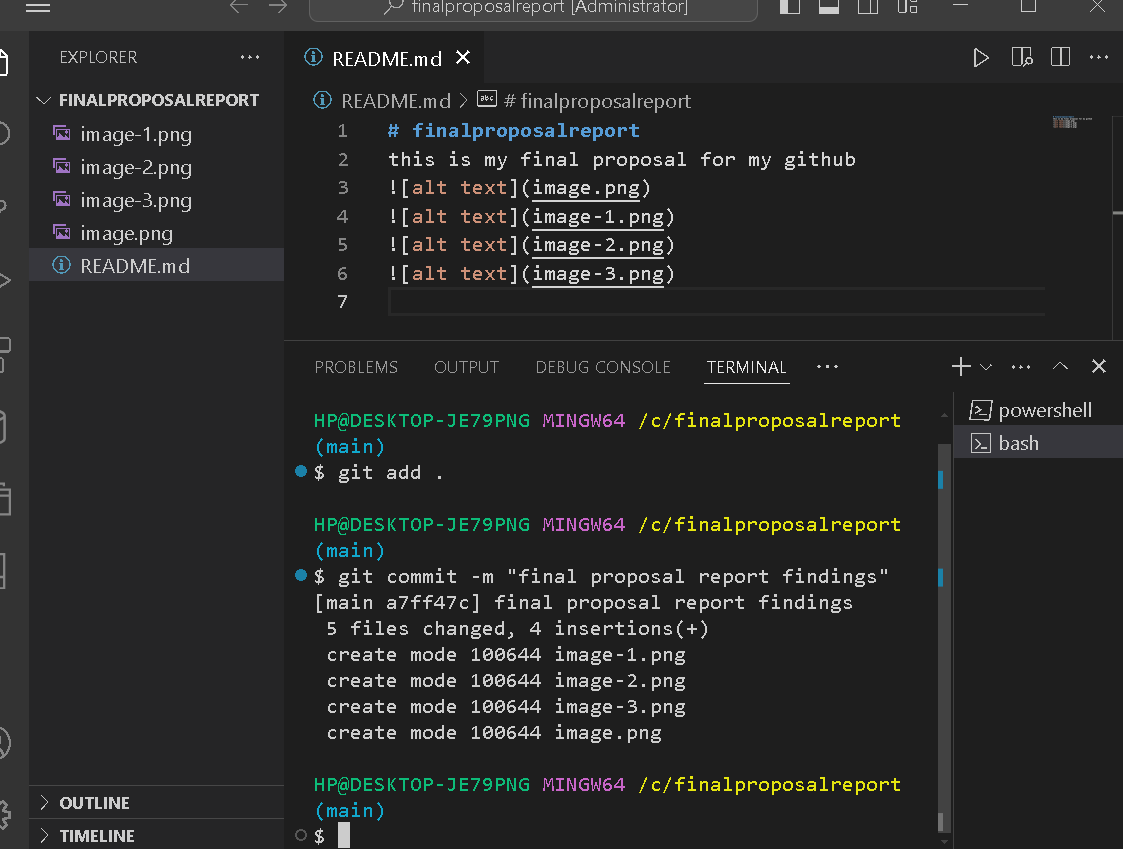 finalproposalreport [Administrator]
EXPLORER
FINALPROPOSALREPORT
image-1.png
image-2.png
image-3.png
image.png
README.md
OUTLINE
TIMELINE
README.md
README.md > # finalproposalreport
1 # finalproposalreport
2 this is my final proposal for my github
3 ![alt text](image.png)
4 ![alt text](image-1.png)
5 ![alt text](image-2.png)
6 ![alt text](image-3.png)
7
PROBLEMS OUTPUT DEBUG CONSOLE TERMINAL
HP@DESKTOP-JE79PNG MINGW64 /c/finalproposalreport
(main)
$ git add .
HP@DESKTOP-JE79PNG MINGW64 /c/finalproposalreport
(main)
$ git commit -m "final proposal report findings"
[main a7ff47c] final proposal report findings
5 files changed, 4 insertions(+)
create mode 100644 image-1.png
create mode 100644 image-2.png
create mode 100644 image-3.png
create mode 100644 image.png
HP@DESKTOP-JE79PNG MINGW64 /c/finalproposalreport
(main)
$
powershell
bash